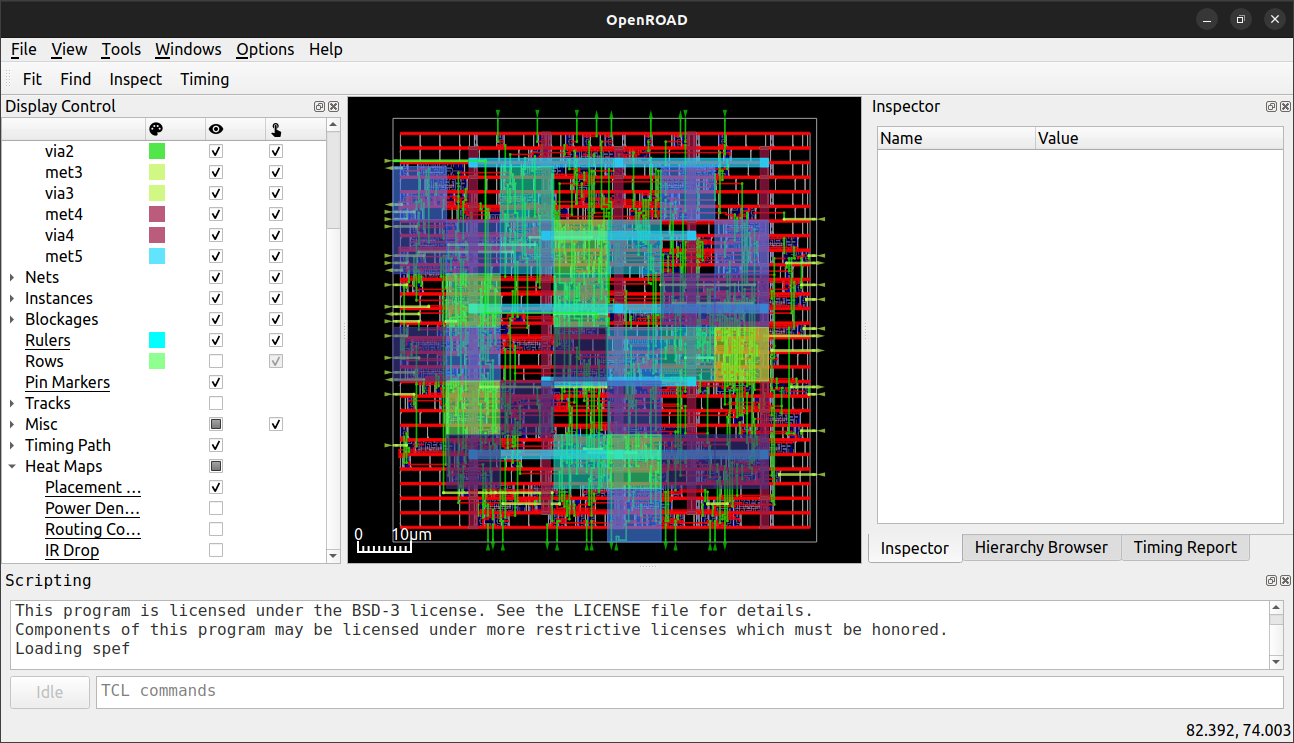 OpenROAD
File View Tools Windows Options Help
Fit Find Inspect Timing
Display Control
via2
met3
via3
met4
via4
met5
Nets
Instances
Blockages
Rulers
Rows
Pin Markers
Tracks
Misc
Timing Path
Heat Maps
Placement ...
Power Den...
Routing Co...
IR Drop
0 10μm
Inspector
Name Value
Inspector Hierarchy Browser Timing Report
Scripting
This program is licensed under the BSD-3 license. See the LICENSE file for details.
Components of this program may be licensed under more restrictive licenses which must be honored.
Loading spef
Idle TCL commands
82.392, 74.003